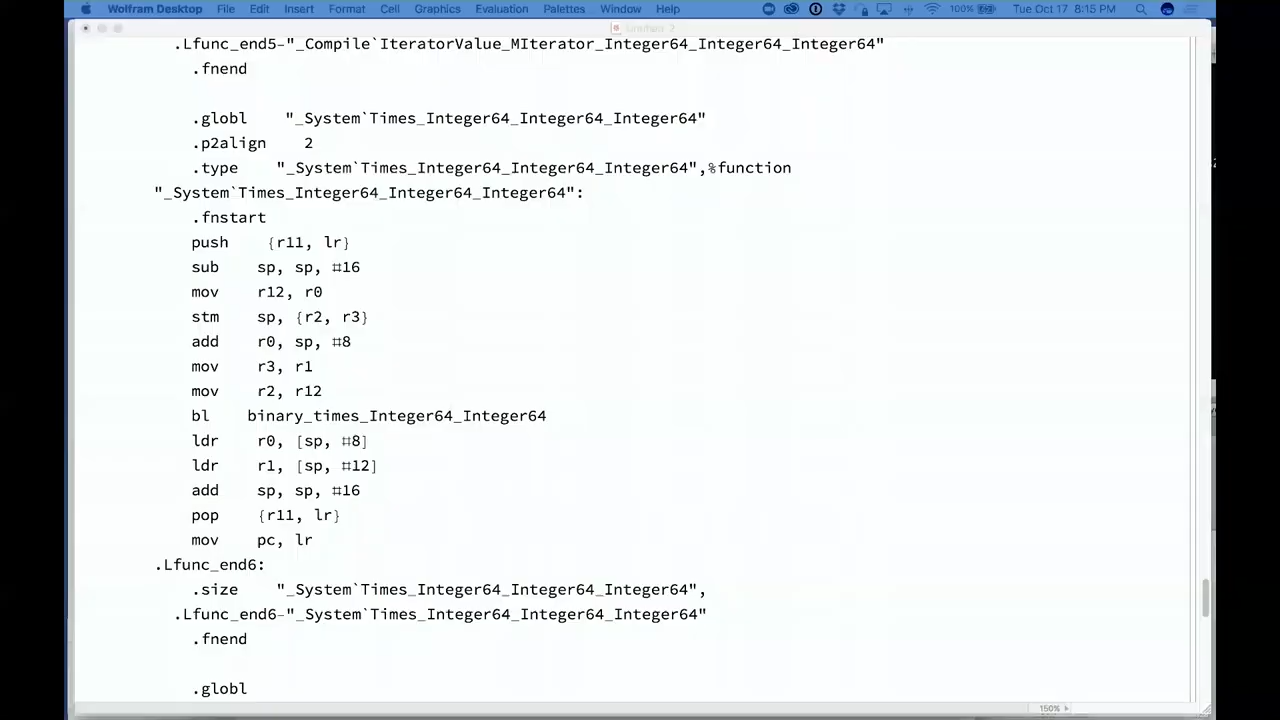 Wolfram Desktop File Edit Insert Format Cell Graphics Evaluation Palettes Window Help 100% Tue Oct 17 8:15 PM
.Lfunc_end5-"_Compile`IteratorValue_MIterator_Integer64_Integer64_Integer64"
.fnend
.globl "_System`Times_Integer64_Integer64_Integer64"
.p2align 2
.type "_System`Times_Integer64_Integer64_Integer64",%function
"_System`Times_Integer64_Integer64_Integer64":
.fnstart
push {r11, lr}
sub sp, sp, #16
mov r12, r0
stm sp, {r2, r3}
add r0, sp, #8
mov r3, r1
mov r2, r12
bl binary_times_Integer64_Integer64
ldr r0, [sp, #8]
ldr r1, [sp, #12]
add sp, sp, #16
pop {r11, lr}
mov pc, lr
.Lfunc_end6:
.size "_System`Times_Integer64_Integer64_Integer64",
.Lfunc_end6-"_System`Times_Integer64_Integer64_Integer64"
.fnend
.globl
150%